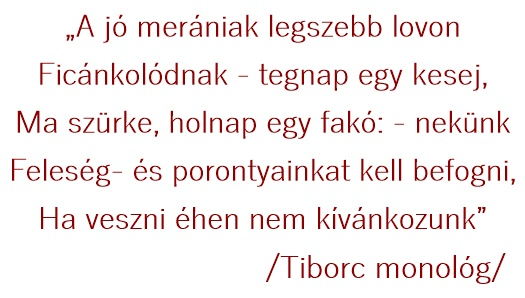 „A jó merániak legszebb lovon
Ficánkolódnak - tegnap egy kesej,
Ma szürke, holnap egy fakó: - nekünk
Feleség- és porontyainkat kell befogni,
Ha veszni éhen nem kívánkozunk”
/Tiborc monológ/